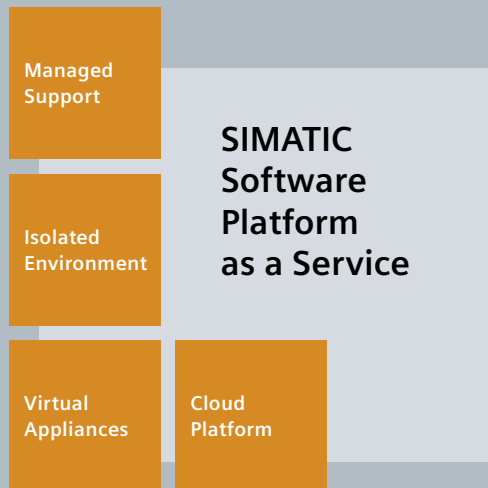 Managed
Support
SIMATIC
Software
Platform
as a Service
Isolated
Environment
Virtual
Appliances
Cloud
Platform